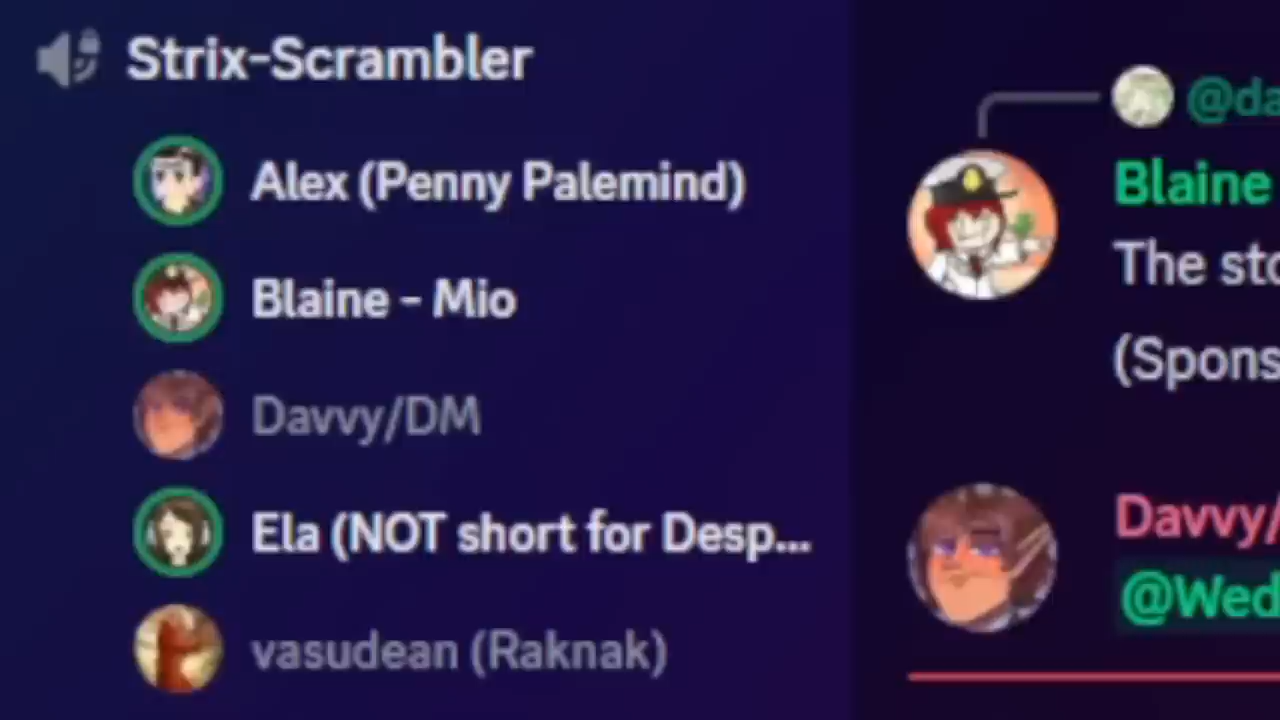 Strix-Scrambler
Alex (Penny Palemind)
Blaine - Mio
Davvy/DM
Ela (NOT short for Desp...
vasudean (Raknak)
@da
Blaine
The sto
(Spons
Davvy/
@Wed